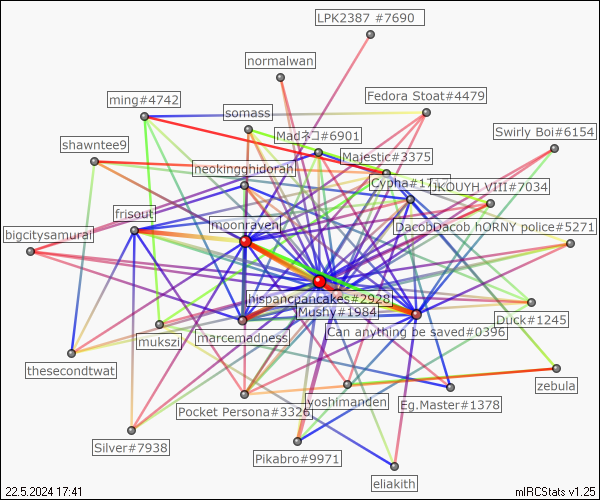 LPK2387 #7690
normalwan
Fedora Stoat#4479
ming#4742
somass
Madネコ#6901
Swirly Boi#6154
shawntee9
Majestic#3375
neokingghidorah
JKOUYH VIII#7034
frisout
moonraven
DacobDacob hORNY police#5271
bigcitysamurai
hispancpancakes#2928
Mushy#1984
Duck#1245
mukszi
marcemadness
Can anything be saved#0396
thesecondtwat
zebula
Pocket Persona#3326
yoshimanden
Eg.Master#1378
Silver#7938
Pikabro#9971
eliakith
22.5.2024 17:41
mIRCStats v1.25